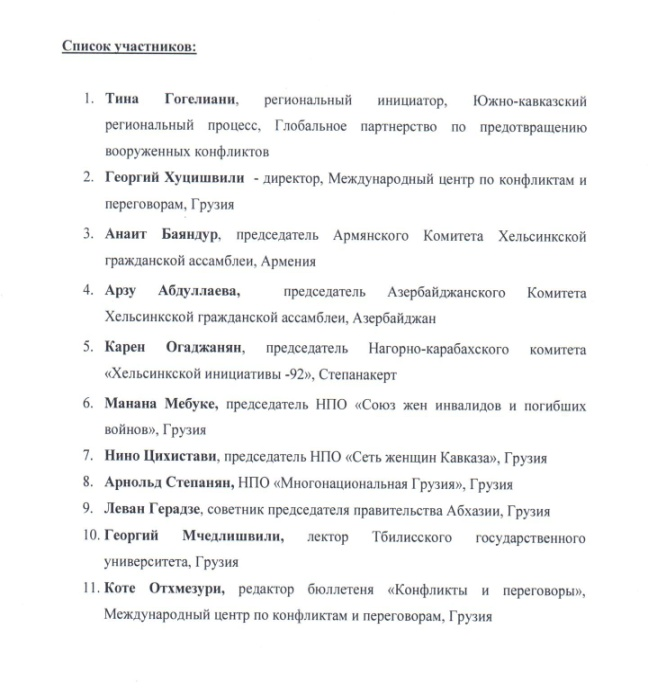 Список участников:
1. Тина Гогелиани, региональный инициатор, Южно-кавказский
региональный процесс, Глобальное партнерство по предотвращению
вооруженных конфликтов
2. Георгий Хуцишвили - директор, Международный центр по конфликтам и
переговорам, Грузия
3. Анаит Баяндур, председатель Армянского Комитета Хельсинкской
гражданской ассамблеи, Армения
4. Арзу Абдуллаева, председатель Азербайджанского Комитета
Хельсинкской гражданской ассамблеи, Азербайджан
5. Карен Огаджанян, председатель Нагорно-карабахского комитета
«Хельсинкской инициативы -92», Степанакерт
6. Манана Мебуке, председатель НПО «Союз жен инвалидов и погибших
войнов», Грузия
7. Нино Цихистави, председатель НПО «Сеть женщин Кавказа», Грузия
8. Арнольд Степанян, НПО «Многонациональная Грузия», Грузия
9. Леван Герадзе, советник председателя правительства Абхазии, Грузия
10. Георгий Мчедлишвили, лектор Тбилисского государственного
университета, Грузия
11. Коте Отхмезури, редактор бюллетеня «Конфликты и переговоры»,
Международный центр по конфликтам и переговорам, Грузия